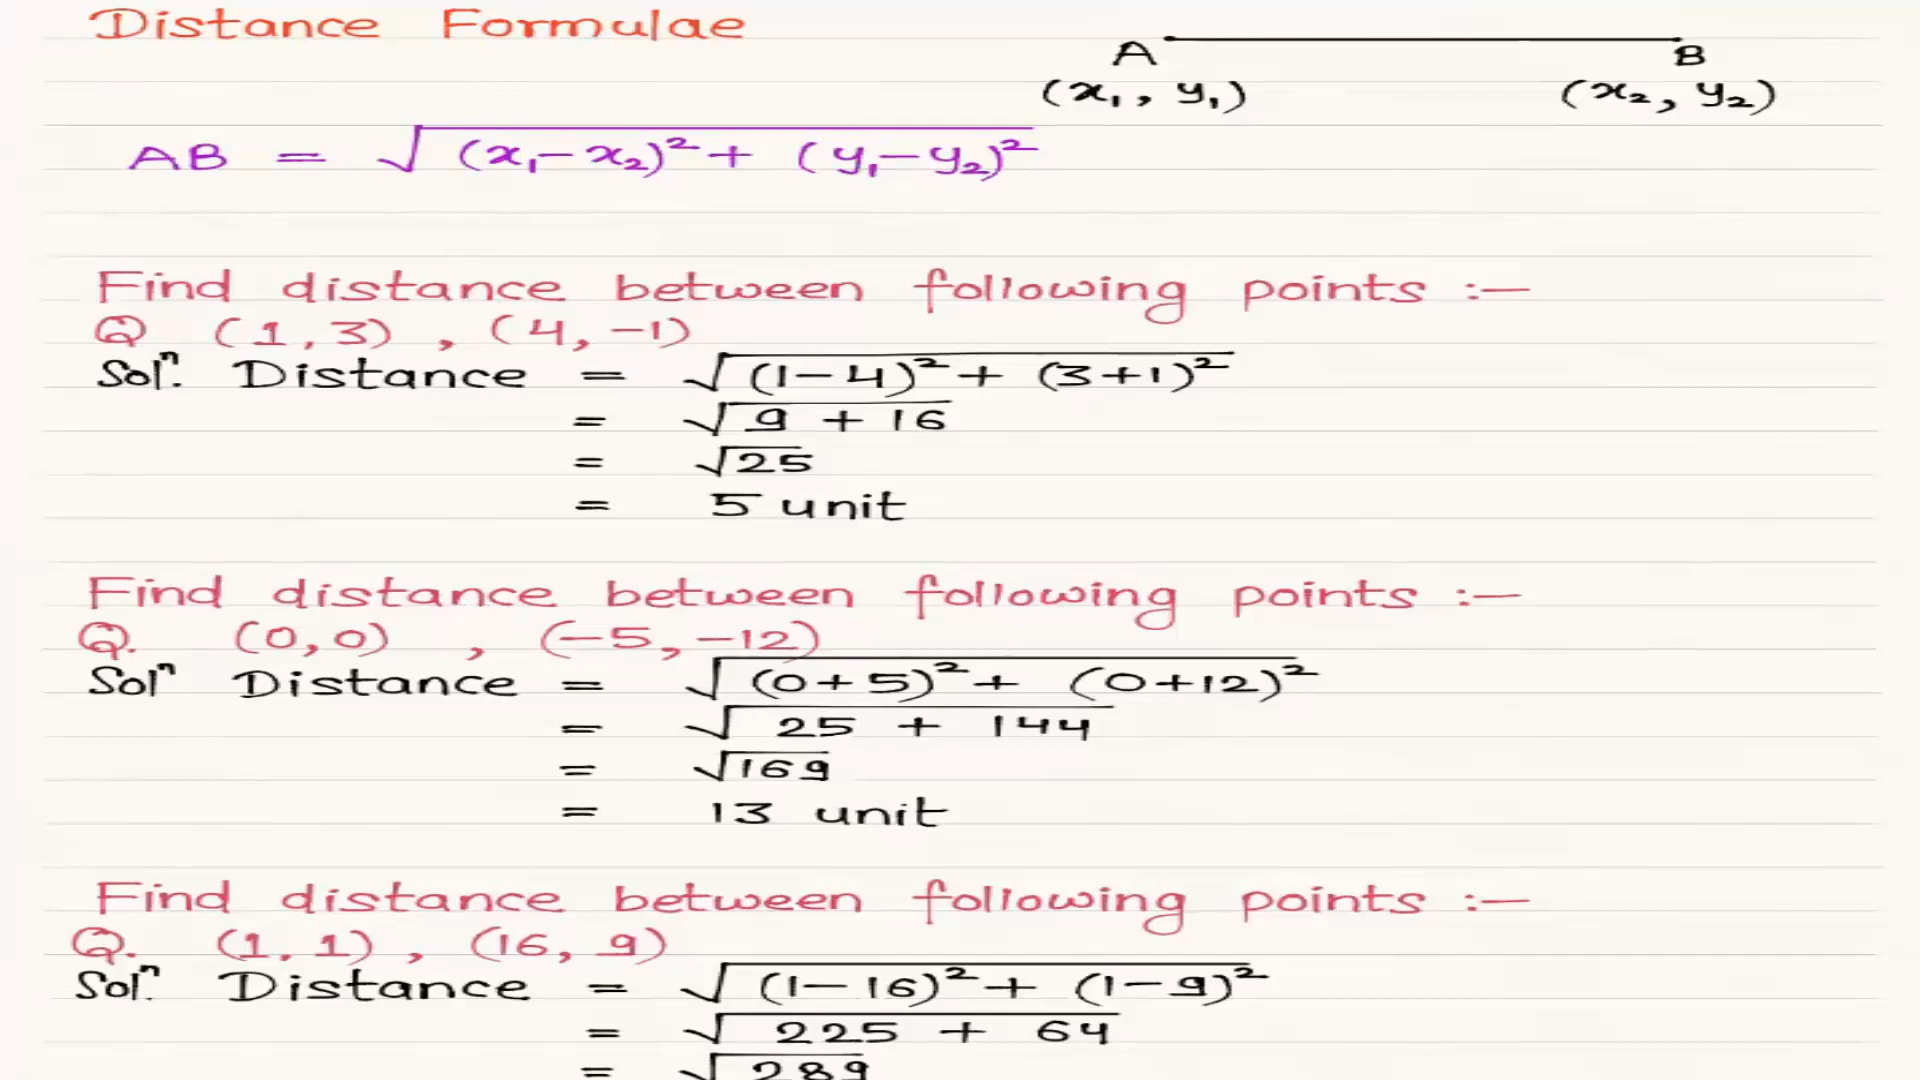 Distance Formulae
A B
(x₁, y₁) (x₂, y₂)
AB = √(x₁-x₂)² + (y₁-y₂)²
Find distance between following points :-
Q (1,3) , (4,-1)
Solⁿ. Distance = √(1-4)² + (3+1)²
= √9 + 16
= √25
= 5 unit
Find distance between following points :-
Q. (0,0) , (-5,-12)
Solⁿ Distance = √(0+5)² + (0+12)²
= √25 + 144
= √169
= 13 unit
Find distance between following points :-
Q. (1,1) , (16,9)
Solⁿ. Distance = √(1-16)² + (1-9)²
= √225 + 64
= √289